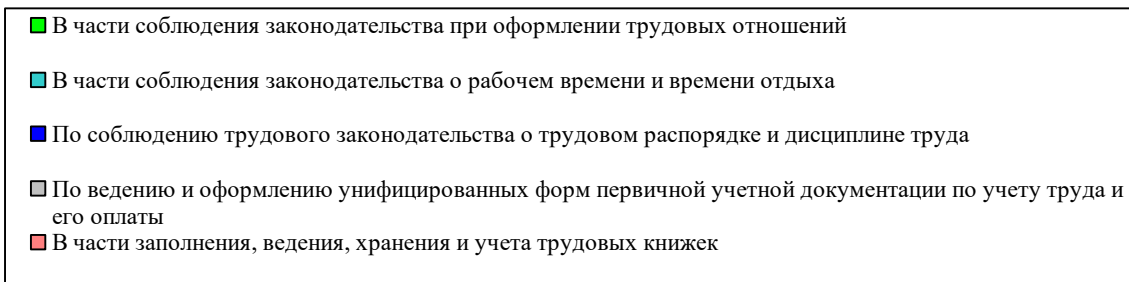 В части соблюдения законодательства при оформлении трудовых отношений
В части соблюдения законодательства о рабочем времени и времени отдыха
По соблюдению трудового законодательства о трудовом распорядке и дисциплине труда
По ведению и оформлению унифицированных форм первичной учетной документации по учету труда и
его оплаты
В части заполнения, ведения, хранения и учета трудовых книжек